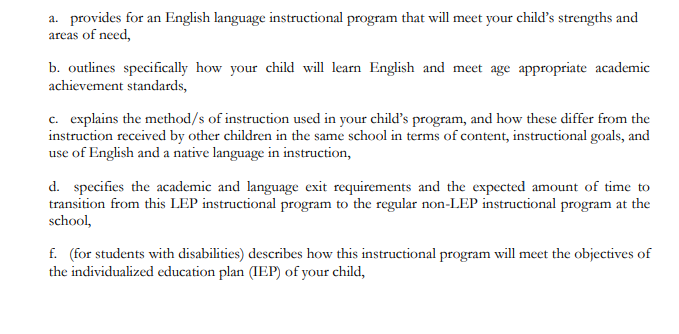 a. provides for an English language instructional program that will meet your child's strengths and
areas of need,
b. outlines specifically how your child will learn English and meet age appropriate academic
achievement standards,
c. explains the method/s of instruction used in your child's program, and how these differ from the
instruction received by other children in the same school in terms of content, instructional goals, and
use of English and a native language in instruction,
d. specifies the academic and language exit requirements and the expected amount of time to
transition from this LEP instructional program to the regular non-LEP instructional program at the
school,
f. (for students with disabilities) describes how this instructional program will meet the objectives of
the individualized education plan (IEP) of your child,